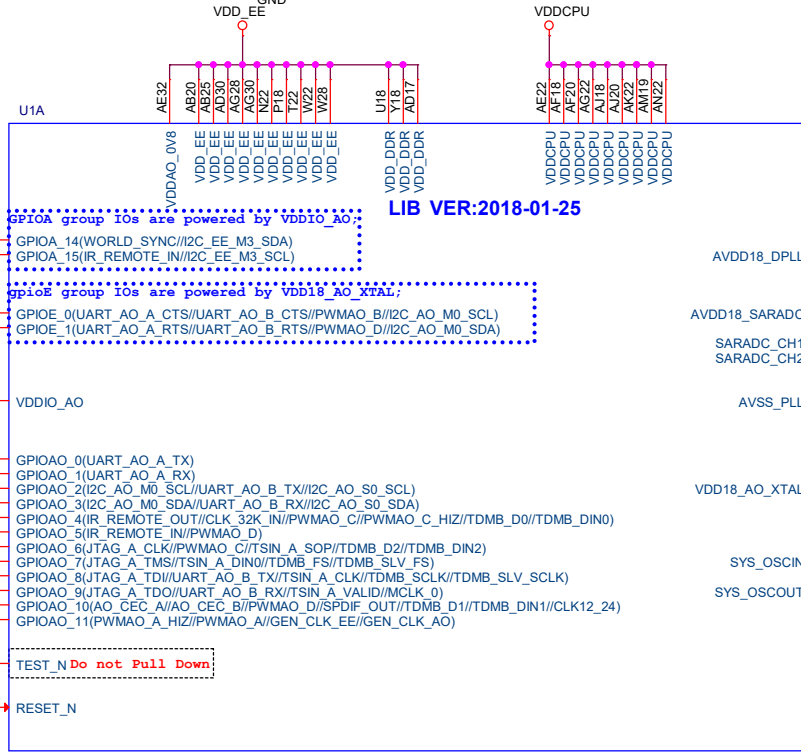 GND
VDD_EE
VDDCPU
AE32
AB20
AB25
AD30
AG28
AG30
N22
P18
T22
W22
W28
U18
Y18
AD17
AE22
AF18
AF20
AG22
AJ18
AJ20
AK22
AM19
AN22
U1A
VDDAO_0V8
VDD_EE
VDD_EE
VDD_EE
VDD_EE
VDD_EE
VDD_EE
VDD_EE
VDD_EE
VDD_EE
VDD_EE
VDD_DDR
VDD_DDR
VDD_DDR
VDDCPU
VDDCPU
VDDCPU
VDDCPU
VDDCPU
VDDCPU
VDDCPU
VDDCPU
VDDCPU
LIB VER:2018-01-25
GPIOA group IOs are powered by VDDIO_AO;
GPIOA_14(WORLD_SYNC//I2C_EE_M3_SDA)
GPIOA_15(IR_REMOTE_IN//I2C_EE_M3_SCL)
AVDD18_DPLL
gpioE group IOs are powered by VDD18_AO_XTAL;
GPIOE_0(UART_AO_A_CTS//UART_AO_B_CTS//PWMAO_B//I2C_AO_M0_SCL)
AVDD18_SARADC
GPIOE_1(UART_AO_A_RTS//UART_AO_B_RTS//PWMAO_D//I2C_AO_M0_SDA)
SARADC_CH1
SARADC_CH2
VDDIO_AO
AVSS_PLL
GPIOAO_0(UART_AO_A_TX)
GPIOAO_1(UART_AO_A_RX)
GPIOAO_2(I2C_AO_M0_SCL//UART_AO_B_TX//I2C_AO_S0_SCL)
VDD18_AO_XTAL
GPIOAO_3(I2C_AO_M0_SDA//UART_AO_B_RX//I2C_AO_S0_SDA)
GPIOAO_4(IR_REMOTE_OUT//CLK_32K_IN//PWMAO_C//PWMAO_C_HIZ//TDMB_D0//TDMB_DIN0)
GPIOAO_5(IR_REMOTE_IN//PWMAO_D)
GPIOAO_6(JTAG_A_CLK//PWMAO_C//TSIN_A_SOP//TDMB_D2//TDMB_DIN2)
GPIOAO_7(JTAG_A_TMS//TSIN_A_DIN0//TDMB_FS//TDMB_SLV_FS)
SYS_OSCIN
GPIOAO_8(JTAG_A_TDI//UART_AO_B_TX//TSIN_A_CLK//TDMB_SCLK//TDMB_SLV_SCLK)
GPIOAO_9(JTAG_A_TDO//UART_AO_B_RX//TSIN_A_VALID//MCLK_0)
SYS_OSCOUT
GPIOAO_10(AO_CEC_A//AO_CEC_B//PWMAO_D//SPDIF_OUT//TDMB_D1//TDMB_DIN1//CLK12_24)
GPIOAO_11(PWMAO_A_HIZ//PWMAO_A//GEN_CLK_EE//GEN_CLK_AO)
TEST_N Do not Pull Down
RESET_N